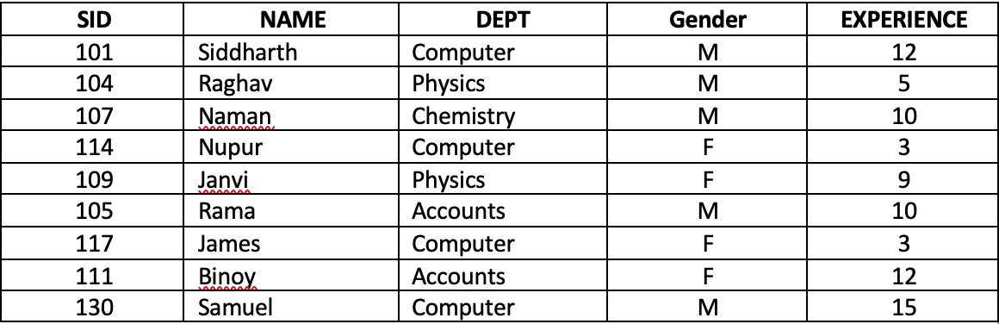 SID NAME DEPT Gender EXPERIENCE
101 Siddharth Computer M 12
104 Raghav Physics M 5
107 Naman Chemistry M 10
114 Nupur Computer F 3
109 Janvi Physics F 9
105 Rama Accounts M 10
117 James Computer F 3
111 Binoy Accounts F 12
130 Samuel Computer M 15